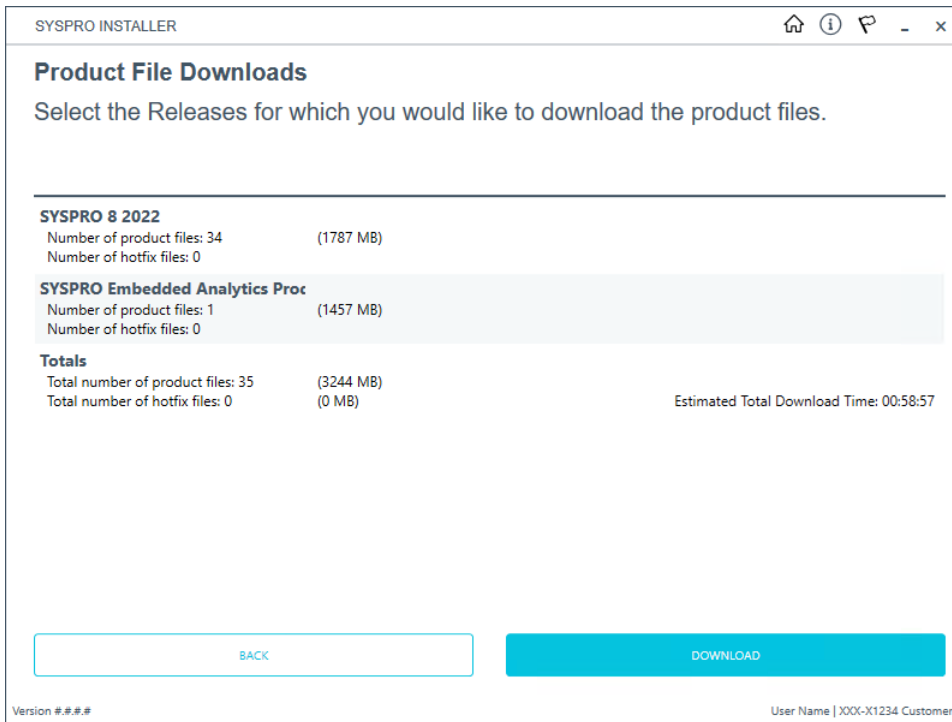 SYSPRO INSTALLER
Product File Downloads
Select the Releases for which you would like to download the product files.
SYSPRO 8 2022
Number of product files: 34 (1787 MB)
Number of hotfix files: 0
SYSPRO Embedded Analytics Proc
Number of product files: 1 (1457 MB)
Number of hotfix files: 0
Totals
Total number of product files: 35 (3244 MB)
Total number of hotfix files: 0 (0 MB) Estimated Total Download Time: 00:58:57
BACK DOWNLOAD
Version #.#.#.# User Name | XXX-X1234 Customer